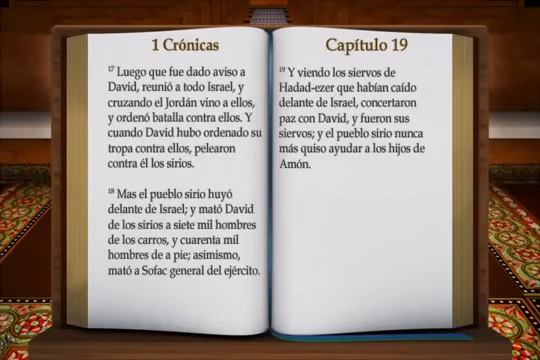 1 Crónicas
17 Luego que fue dado aviso a
David, reunió a todo Israel, y
cruzando el Jordán vino a ellos,
y ordenó batalla contra ellos. Y
cuando David hubo ordenado su
tropa contra ellos, pelearon
contra él los sirios.
18 Mas el pueblo sirio huyó
delante de Israel; y mató David
de los sirios a siete mil hombres
de los carros, y cuarenta mil
hombres de a pie; asimismo,
mató a Sofac general del ejército.
Capítulo 19
19 Y viendo los siervos de
Hadad-ezer que habían caído
delante de Israel, concertaron
paz con David, y fueron sus
siervos; y el pueblo sirio nunca
más quiso ayudar a los hijos de
Amón.